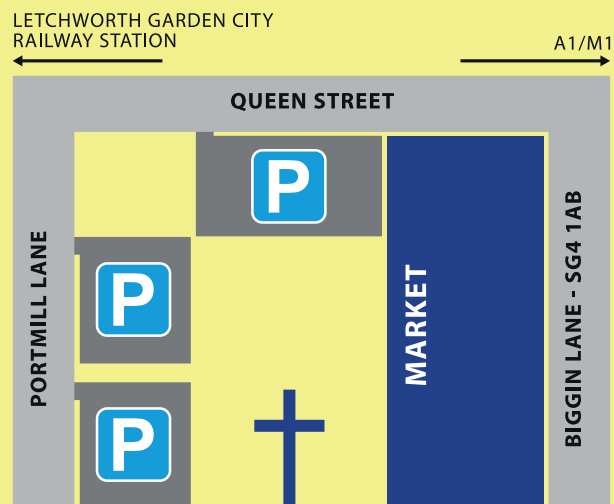 LETCHWORTH GARDEN CITY
RAILWAY STATION
A1/M1
QUEEN STREET
P
P
P
PORTMILL LANE
MARKET
BIGGIN LANE - SG4 1AB